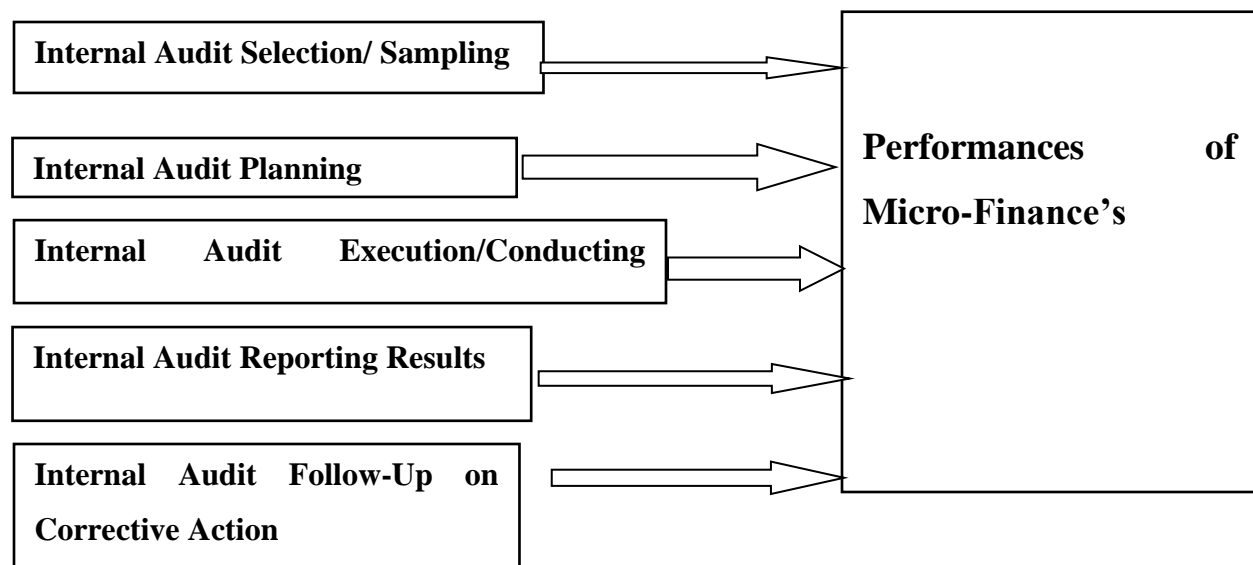 Internal Audit Selection/ Sampling
Internal Audit Planning
Internal Audit Execution/Conducting
Internal Audit Reporting Results
Internal Audit Follow-Up on
Corrective Action
Performances of
Micro-Finance’s